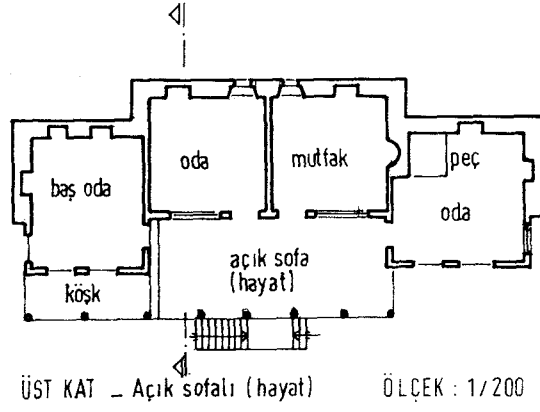 oda
mutfak
peç
baş oda
oda
açık sofa
(hayat)
köşk
ÜST KAT _ Açık sofalı (hayat)
ÖLÇEK : 1/200